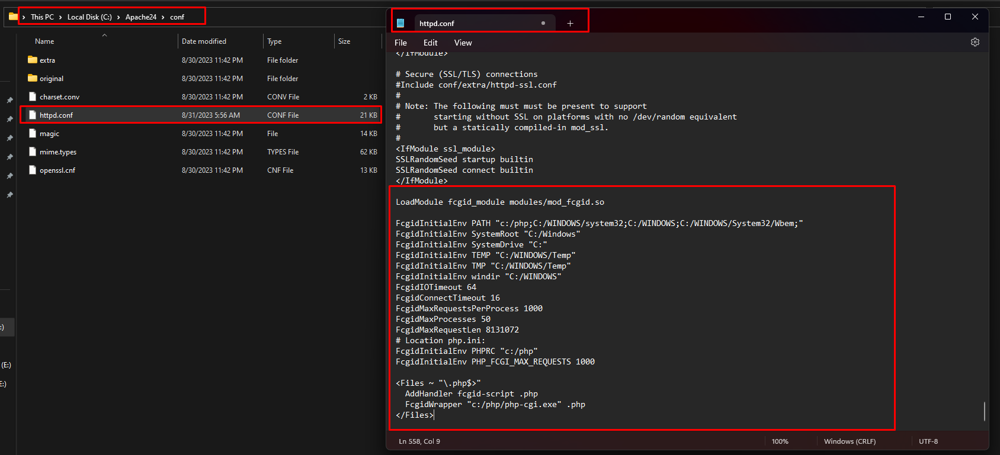 This PC > Local Disk (C:) > Apache24 > conf
Name Date modified Type Size
extra 8/30/2023 11:42 PM File folder
original 8/30/2023 11:42 PM File folder
charset.conv 8/30/2023 11:42 PM CONV File 2 KB
httpd.conf 8/31/2023 5:56 AM CONF File 21 KB
magic 8/30/2023 11:42 PM File 14 KB
mime.types 8/30/2023 11:42 PM TYPES File 62 KB
openssl.cnf 8/30/2023 11:42 PM CNF File 13 KB
:)
(E:)
E:)
httpd.conf
File Edit View
</IfModule>
# Secure (SSL/TLS) connections
#Include conf/extra/httpd-ssl.conf
#
# Note: The following must must be present to support
#       starting without SSL on platforms with no /dev/random equivalent
#       but a statically compiled-in mod_ssl.
#
<IfModule ssl_module>
SSLRandomSeed startup builtin
SSLRandomSeed connect builtin
</IfModule>
LoadModule fcgid_module modules/mod_fcgid.so
FcgidInitialEnv PATH "c:/php;C:/WINDOWS/system32;C:/WINDOWS;C:/WINDOWS/System32/Wbem;"
FcgidInitialEnv SystemRoot "C:/Windows"
FcgidInitialEnv SystemDrive "C:"
FcgidInitialEnv TEMP "C:/WINDOWS/Temp"
FcgidInitialEnv TMP "C:/WINDOWS/Temp"
FcgidInitialEnv windir "C:/WINDOWS"
FcgidIOTimeout 64
FcgidConnectTimeout 16
FcgidMaxRequestsPerProcess 1000
FcgidMaxProcesses 50
FcgidMaxRequestLen 8131072
# Location php.ini:
FcgidInitialEnv PHPRC "c:/php"
FcgidInitialEnv PHP_FCGI_MAX_REQUESTS 1000
<Files ~ "\.php$>"
  AddHandler fcgid-script .php
  FcgidWrapper "c:/php/php-cgi.exe" .php
</Files>
Ln 558, Col 9 100% Windows (CRLF) UTF-8